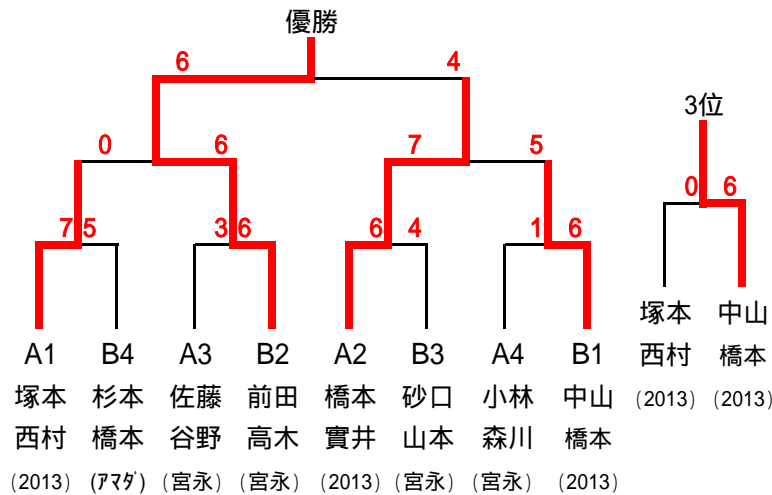 優勝
6 4
3位
0 6 7 5
0 6
7 5 3 6 6 4 1 6
A1 B4 A3 B2 A2 B3 A4 B1
塚本 杉本 佐藤 前田 橋本 砂口 小林 中山 塚本 中山
西村 橋本 谷野 高木 實井 山本 森川 橋本 西村 橋本
(2013) (アマダ) (宮永) (宮永) (2013) (宮永) (宮永) (2013) (2013) (2013)